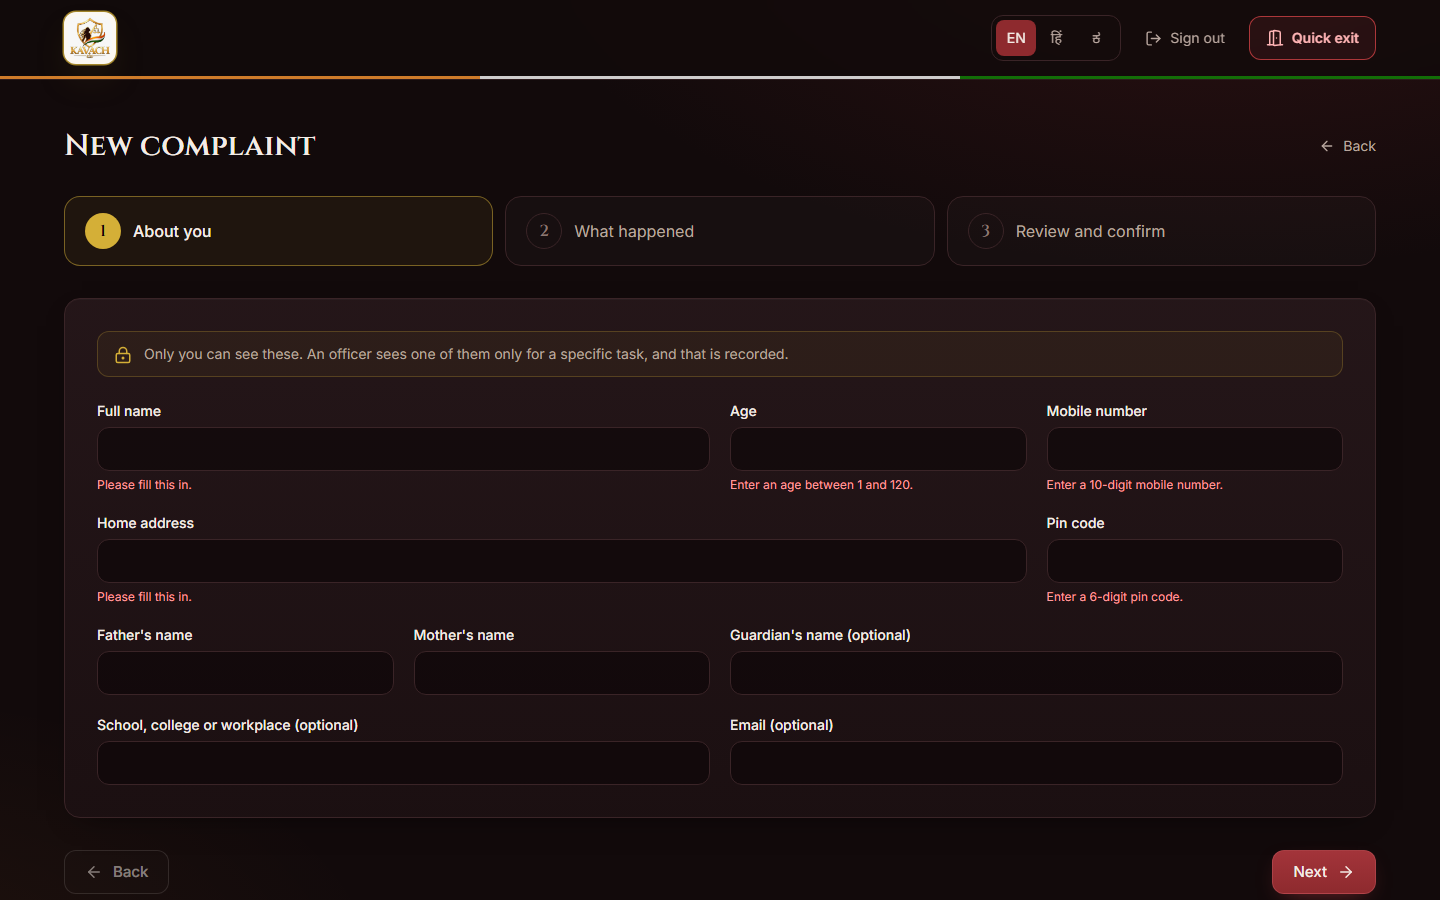 KAVACH
EN हिं ಕ Sign out Quick exit
New complaint
Back
1 About you
2 What happened
3 Review and confirm
Only you can see these. An officer sees one of them only for a specific task, and that is recorded.
Full name Age Mobile number
Please fill this in. Enter an age between 1 and 120. Enter a 10-digit mobile number.
Home address Pin code
Please fill this in. Enter a 6-digit pin code.
Father's name Mother's name Guardian's name (optional)
School, college or workplace (optional) Email (optional)
Back Next